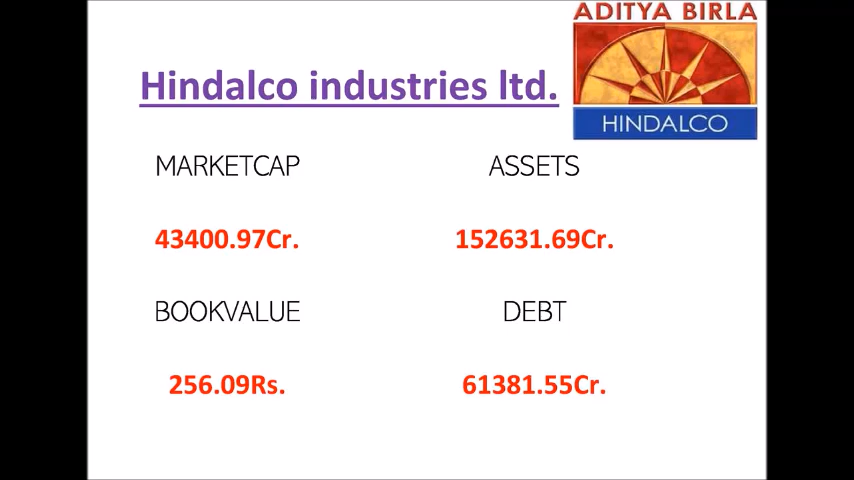 ADITYA BIRLA
Hindalco industries ltd.
HINDALCO
MARKETCAP
ASSETS
43400.97Cr.
152631.69Cr.
BOOKVALUE
DEBT
256.09Rs.
61381.55Cr.